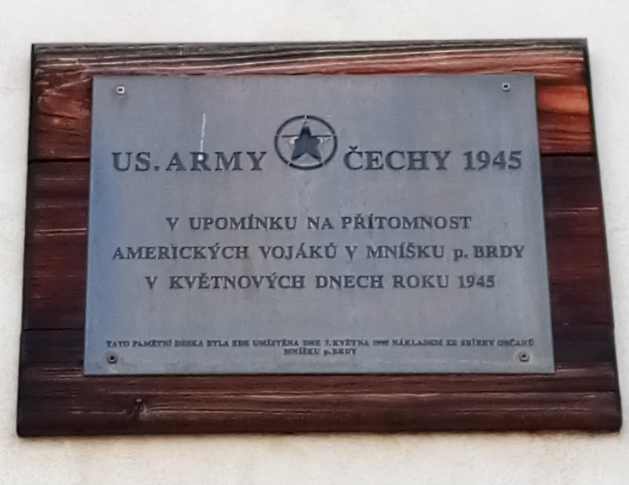 US. ARMY ČECHY 1945
V UPOMÍNKU NA PŘÍTOMNOST
AMERICKÝCH VOJÁKŮ V MNÍŠKU p. BRDY
V KVĚTNOVÝCH DNECH ROKU 1945
TATO PAMĚTNÍ DESKA BYLA ZDE UMÍSTĚNA DNE 7. KVĚTNA 1995 NÁKLADEM ZE SBÍRKY OBČANŮ
MNÍŠKU p. BRDY